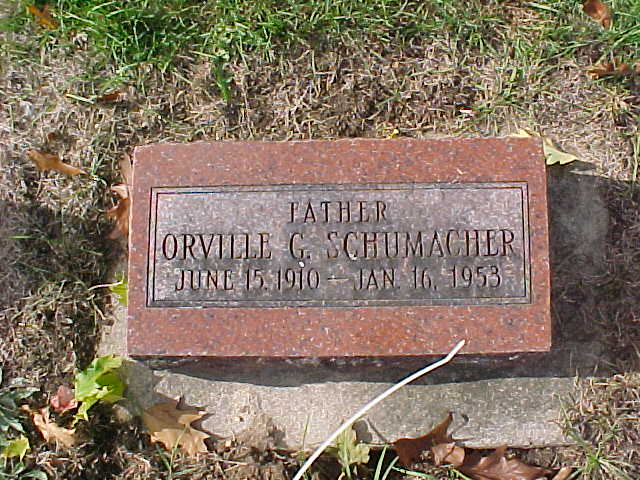 FATHER
ORVILLE G. SCHUMACHER
JUNE 15, 1910 — JAN. 16, 1953